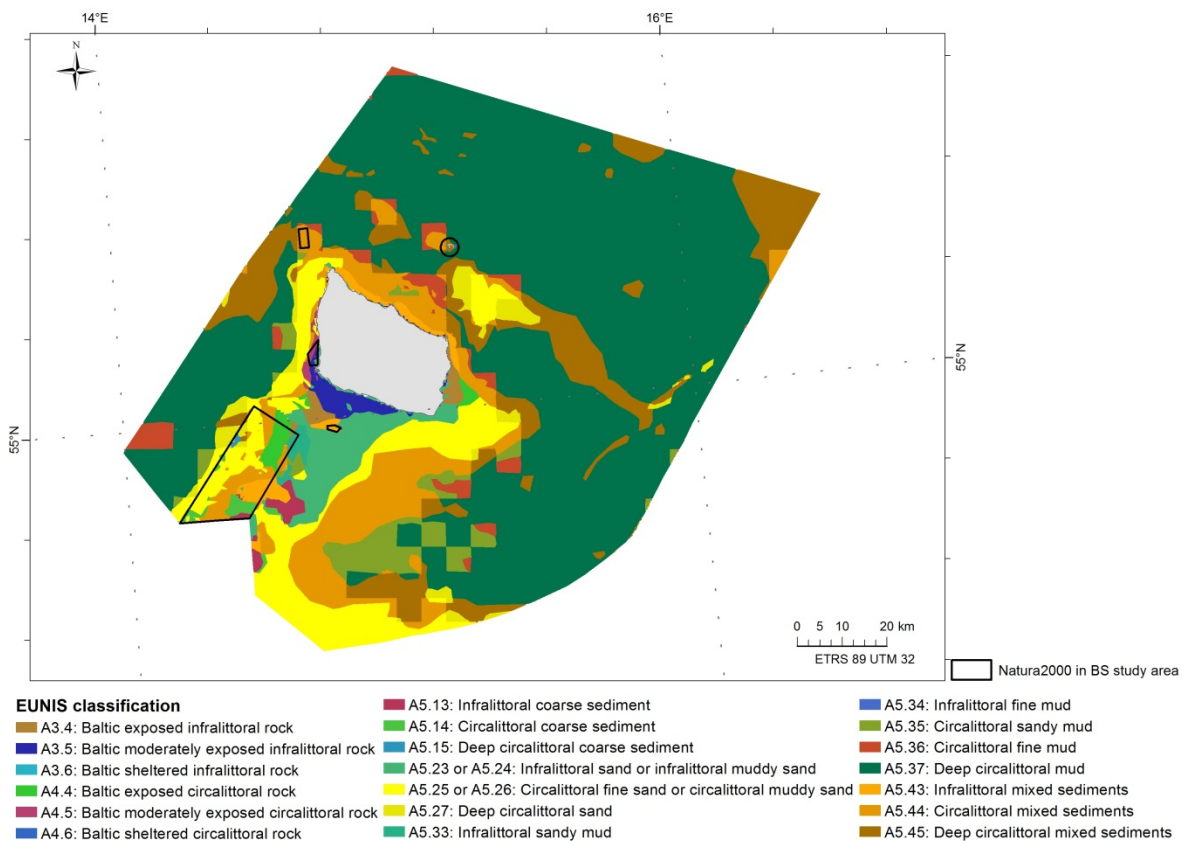 14°E
16°E
N
55°N
55°N
0 5 10 20 km
ETRS 89 UTM 32
Natura2000 in BS study area
EUNIS classification
A3.4: Baltic exposed infralittoral rock
A3.5: Baltic moderately exposed infralittoral rock
A3.6: Baltic sheltered infralittoral rock
A4.4: Baltic exposed circalittoral rock
A4.5: Baltic moderately exposed circalittoral rock
A4.6: Baltic sheltered circalittoral rock
A5.13: Infralittoral coarse sediment
A5.14: Circalittoral coarse sediment
A5.15: Deep circalittoral coarse sediment
A5.23 or A5.24: Infralittoral sand or infralittoral muddy sand
A5.25 or A5.26: Circalittoral fine sand or circalittoral muddy sand
A5.27: Deep circalittoral sand
A5.33: Infralittoral sandy mud
A5.34: Infralittoral fine mud
A5.35: Circalittoral sandy mud
A5.36: Circalittoral fine mud
A5.37: Deep circalittoral mud
A5.43: Infralittoral mixed sediments
A5.44: Circalittoral mixed sediments
A5.45: Deep circalittoral mixed sediments